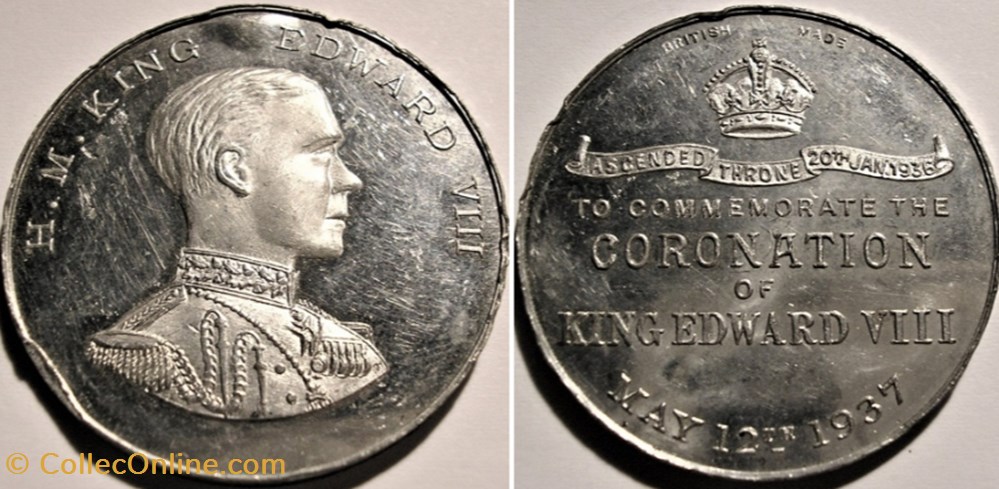 H.M. KING EDWARD VIII
BRITISH MADE
ASCENDED THRONE 20TH JAN. 1936
TO COMMEMORATE THE
CORONATION
OF
KING EDWARD VIII
MAY 12TH 1937
© CollecOnline.com